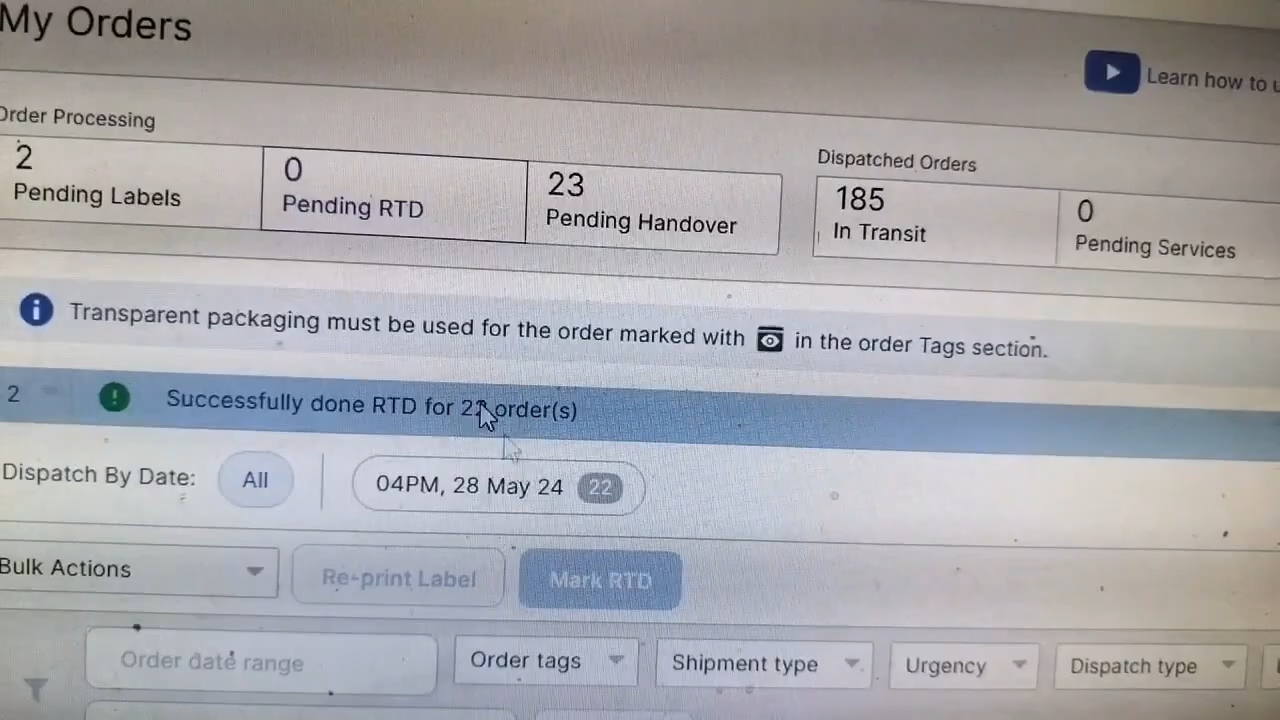 My Orders
Learn how to
Order Processing
2
Pending Labels
0
Pending RTD
23
Pending Handover
Dispatched Orders
185
In Transit
0
Pending Services
Transparent packaging must be used for the order marked with in the order Tags section.
2
Successfully done RTD for order(s)
Dispatch By Date:
All
04PM, 28 May 24
22
Bulk Actions
Re-print Label
Mark RTD
Order date range
Order tags
Shipment type
Urgency
Dispatch type